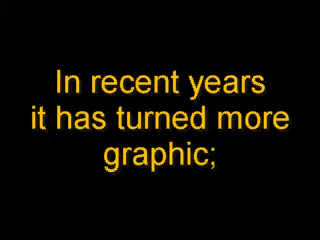 In recent years
it has turned more
graphic;